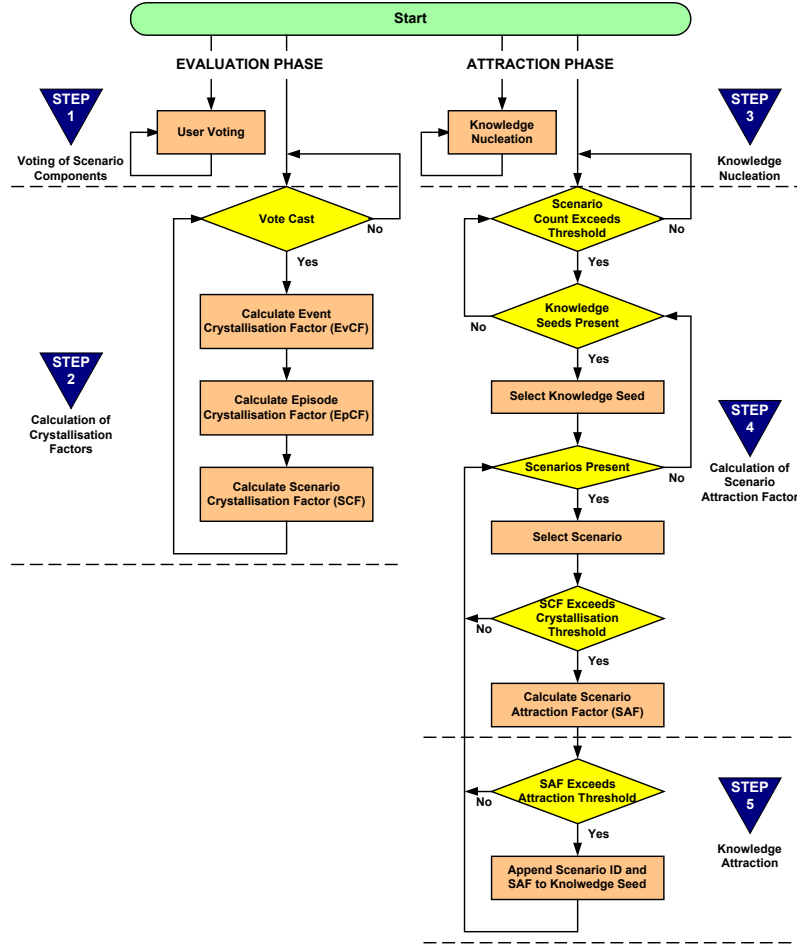 Start
EVALUATION PHASE
ATTRACTION PHASE
STEP
1
Voting of Scenario
Components
User Voting
Knowledge
Nucleation
STEP
3
Knowledge
Nucleation
Vote Cast
No
Yes
Calculate Event
Crystallisation Factor (EvCF)
Calculate Episode
Crystallisation Factor (EpCF)
Calculate Scenario
Crystallisation Factor (SCF)
STEP
2
Calculation of
Crystallisation
Factors
Scenario
Count Exceeds
Threshold
No
Yes
Knowledge
Seeds Present
No
Yes
Select Knowledge Seed
Scenarios Present
No
Yes
Select Scenario
SCF Exceeds
Crystallisation
Threshold
No
Yes
Calculate Scenario
Attraction Factor (SAF)
STEP
4
Calculation of
Scenario
Attraction Factor
SAF Exceeds
Attraction Threshold
No
Yes
Append Scenario ID and
SAF to Knolwedge Seed
STEP
5
Knowledge
Attraction